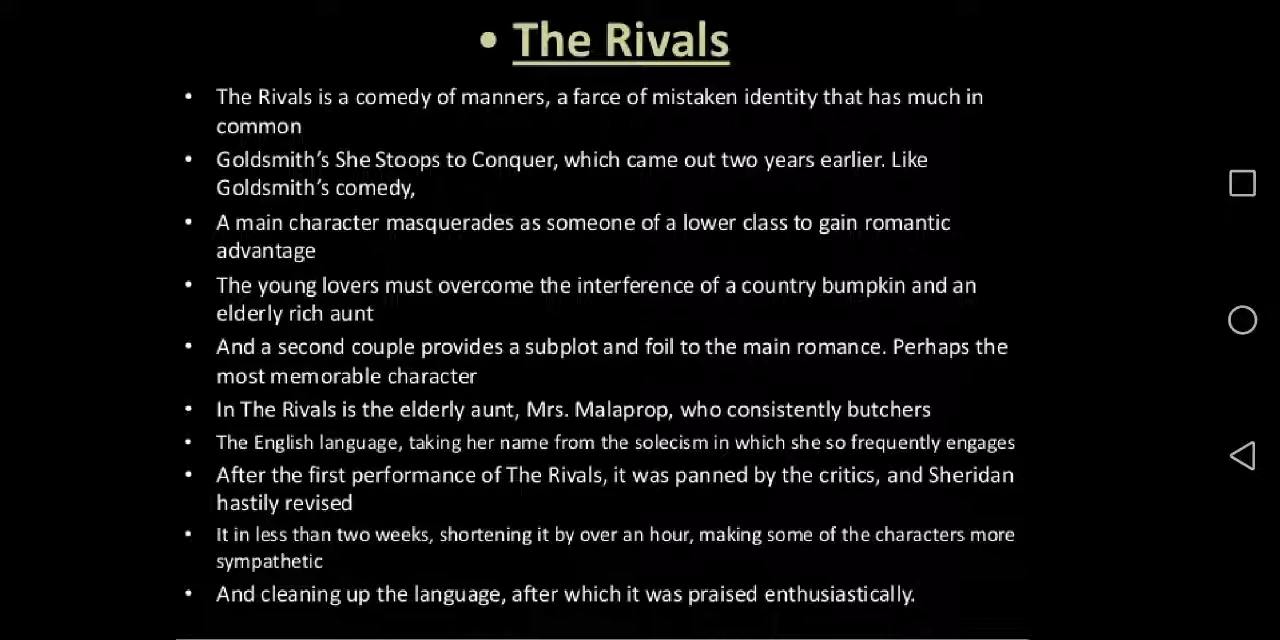 • The Rivals
• The Rivals is a comedy of manners, a farce of mistaken identity that has much in
common
• Goldsmith's She Stoops to Conquer, which came out two years earlier. Like
Goldsmith's comedy,
• A main character masquerades as someone of a lower class to gain romantic
advantage
• The young lovers must overcome the interference of a country bumpkin and an
elderly rich aunt
• And a second couple provides a subplot and foil to the main romance. Perhaps the
most memorable character
• In The Rivals is the elderly aunt, Mrs. Malaprop, who consistently butchers
• The English language, taking her name from the solecism in which she so frequently engages
• After the first performance of The Rivals, it was panned by the critics, and Sheridan
hastily revised
• It in less than two weeks, shortening it by over an hour, making some of the characters more
sympathetic
• And cleaning up the language, after which it was praised enthusiastically.